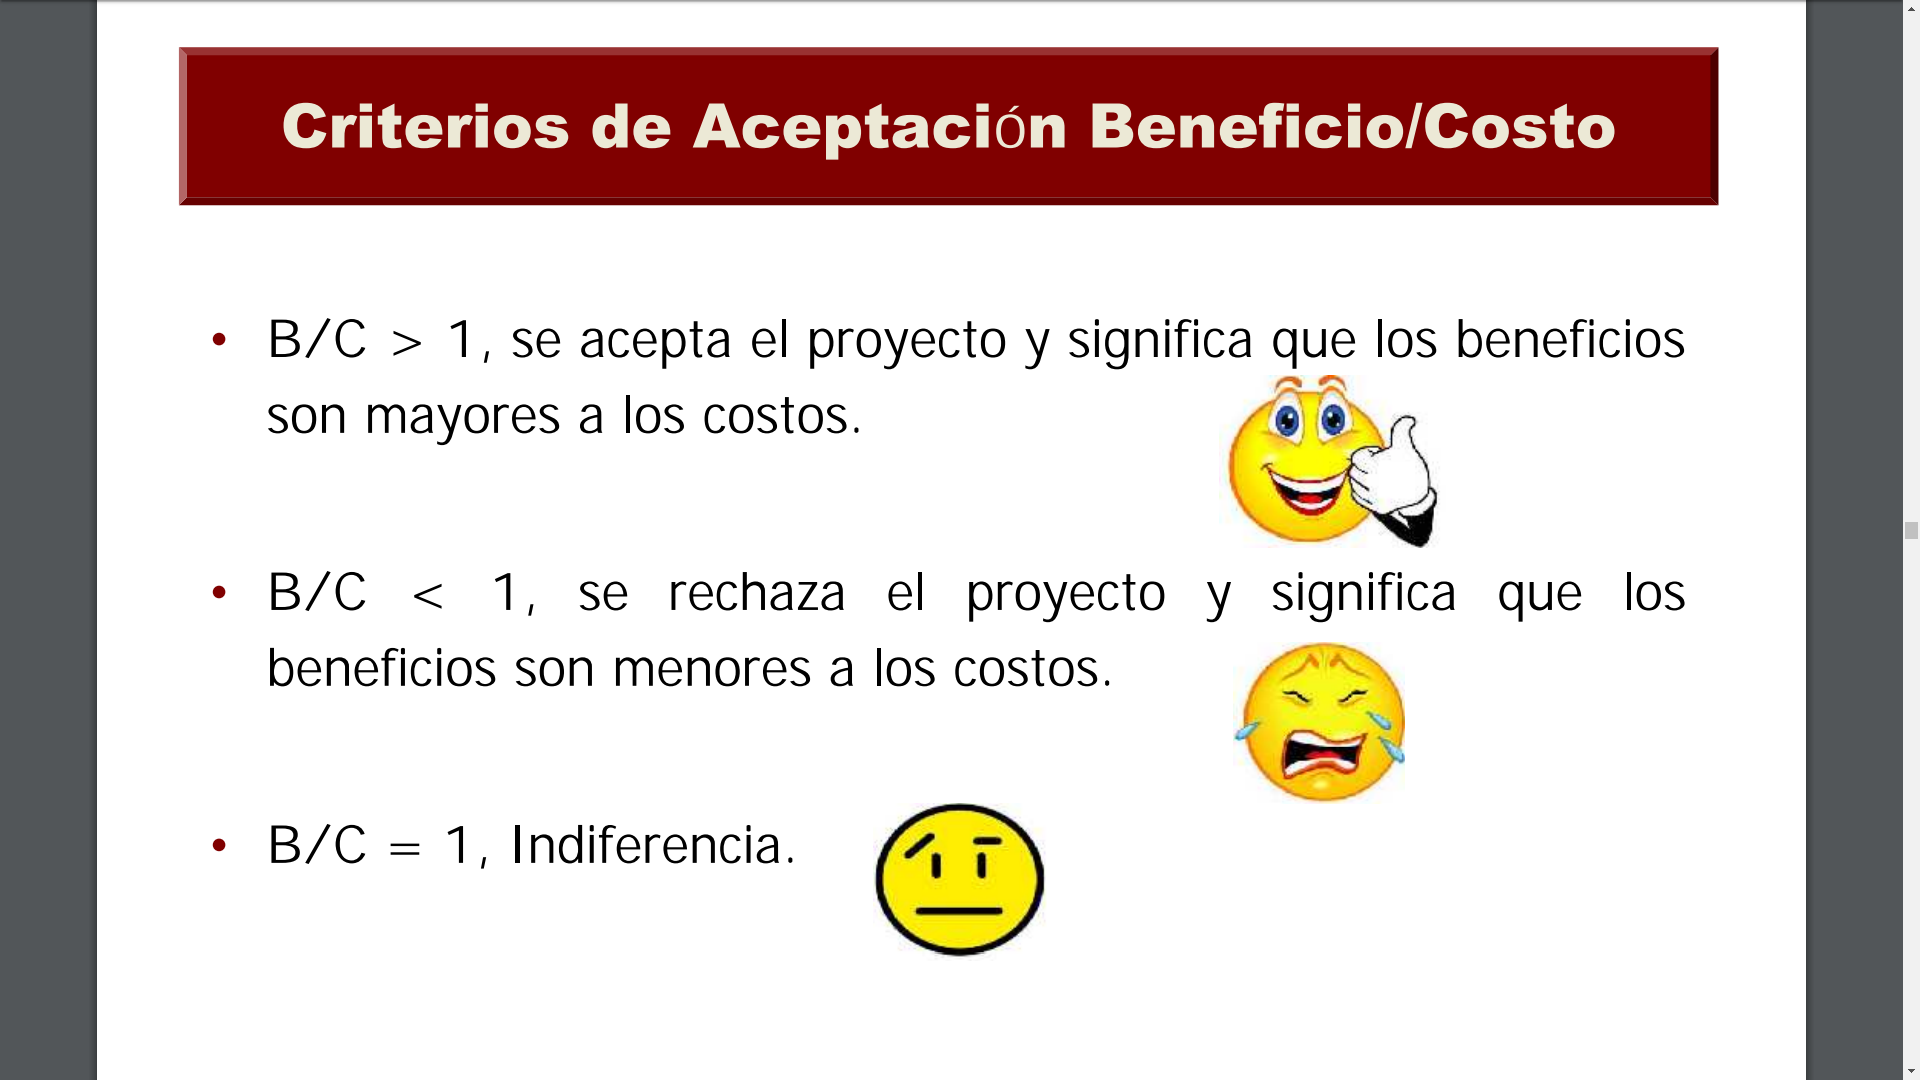 Criterios de Aceptación Beneficio/Costo
• B/C > 1, se acepta el proyecto y significa que los beneficios
son mayores a los costos.
• B/C < 1, se rechaza el proyecto y significa que los
beneficios son menores a los costos.
• B/C = 1, Indiferencia.